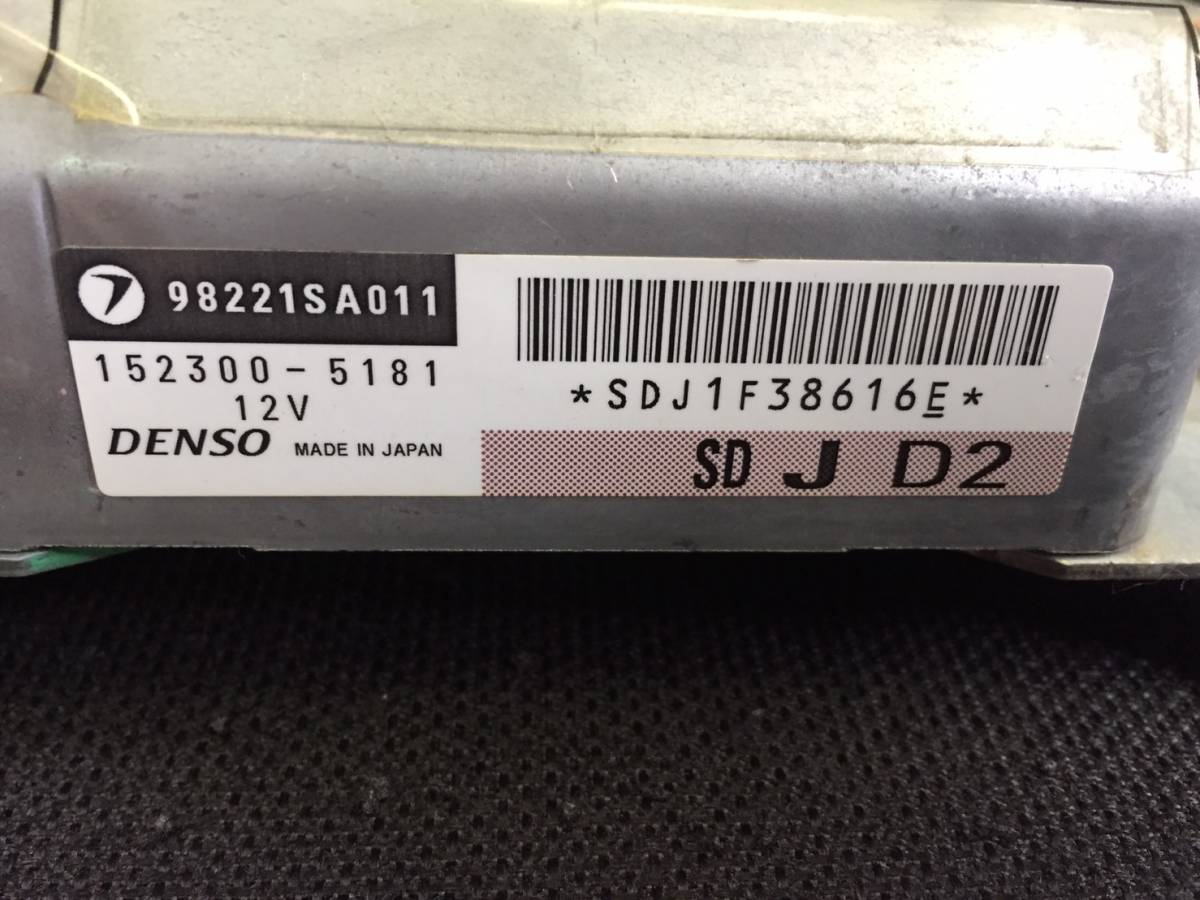 98221SA011
152300-5181
12V
DENSO MADE IN JAPAN
*SDJ1F38616E*
SD J D2